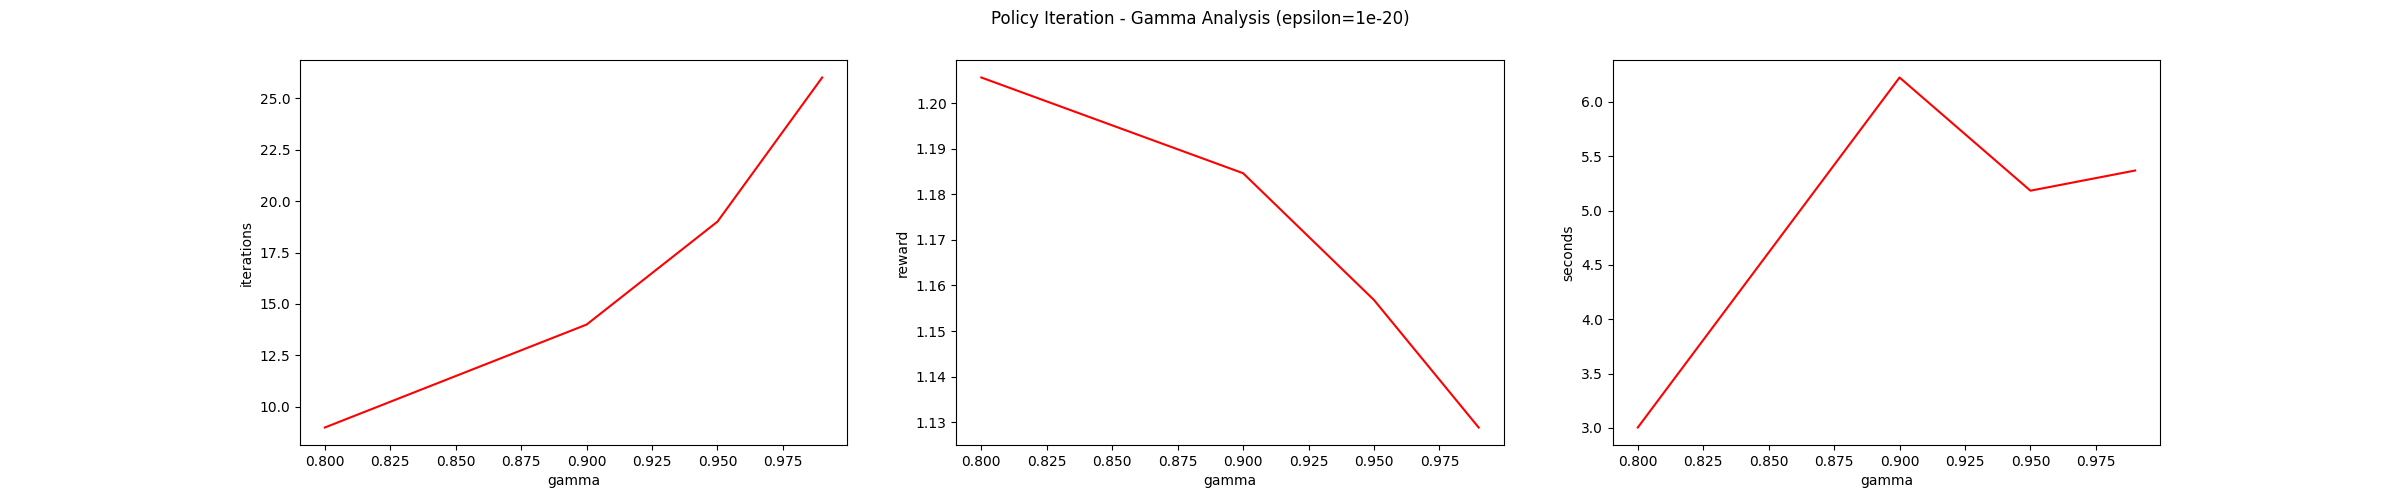 Policy Iteration - Gamma Analysis (epsilon=1e-20)
iterations
25.0
22.5
20.0
17.5
15.0
12.5
10.0
0.800 0.825 0.850 0.875 0.900 0.925 0.950 0.975
gamma
reward
1.20
1.19
1.18
1.17
1.16
1.15
1.14
1.13
0.800 0.825 0.850 0.875 0.900 0.925 0.950 0.975
gamma
seconds
6.0
5.5
5.0
4.5
4.0
3.5
3.0
0.800 0.825 0.850 0.875 0.900 0.925 0.950 0.975
gamma